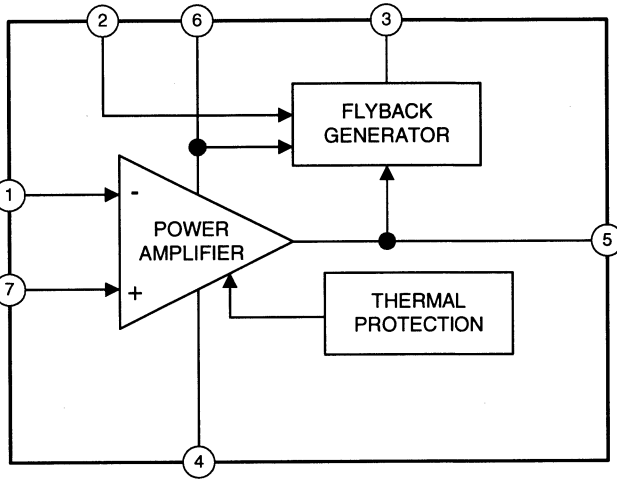 2
6
3
FLYBACK
GENERATOR
1
-
POWER
AMPLIFIER
5
7
+
THERMAL
PROTECTION
4